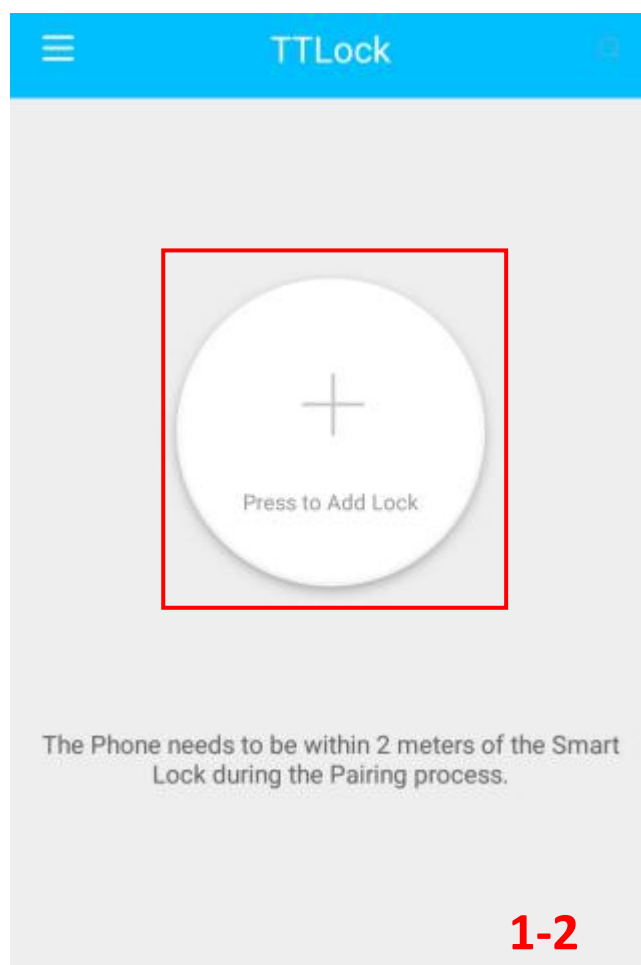 TTLock
Press to Add Lock
The Phone needs to be within 2 meters of the Smart
Lock during the Pairing process.
1-2